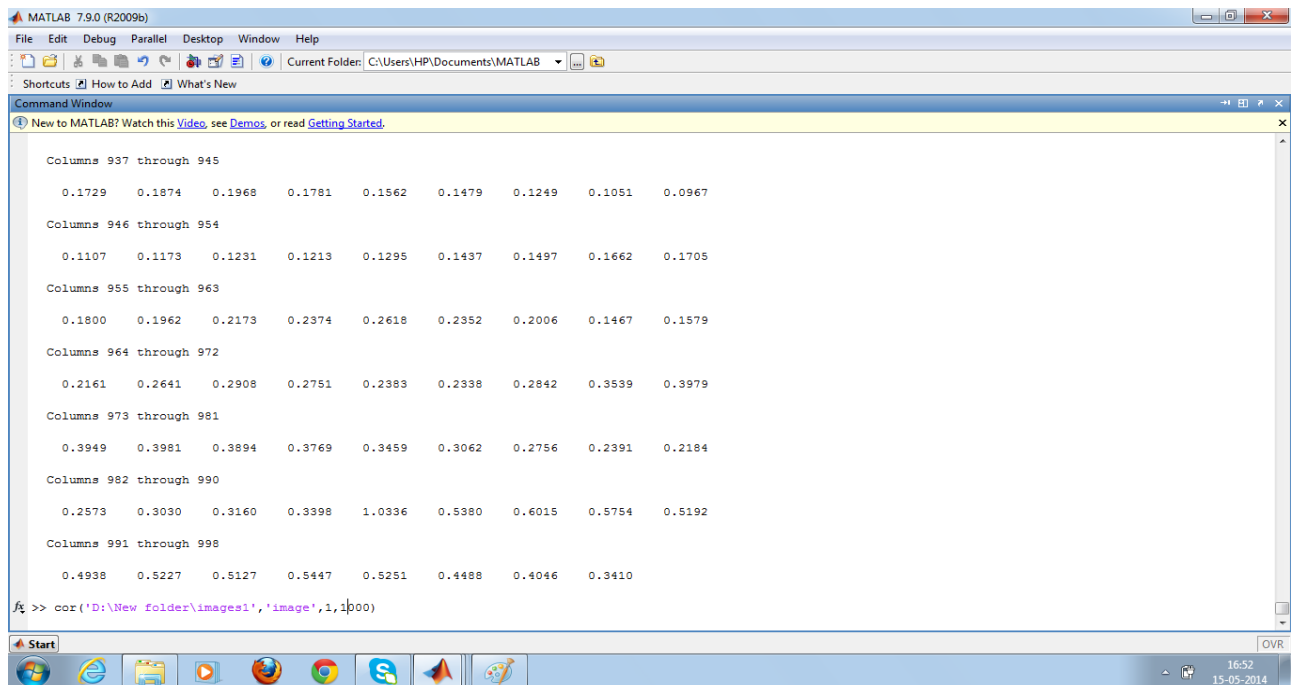 MATLAB 7.9.0 (R2009b)
File Edit Debug Parallel Desktop Window Help
Current Folder: C:\Users\HP\Documents\MATLAB
Shortcuts How to Add What's New
Command Window
New to MATLAB? Watch this Video, see Demos, or read Getting Started.
Columns 937 through 945
0.1729 0.1874 0.1968 0.1781 0.1562 0.1479 0.1249 0.1051 0.0967
Columns 946 through 954
0.1107 0.1173 0.1231 0.1213 0.1295 0.1437 0.1497 0.1662 0.1705
Columns 955 through 963
0.1800 0.1962 0.2173 0.2374 0.2618 0.2352 0.2006 0.1467 0.1579
Columns 964 through 972
0.2161 0.2641 0.2908 0.2751 0.2383 0.2338 0.2842 0.3539 0.3979
Columns 973 through 981
0.3949 0.3981 0.3894 0.3769 0.3459 0.3062 0.2756 0.2391 0.2184
Columns 982 through 990
0.2573 0.3030 0.3160 0.3398 1.0336 0.5380 0.6015 0.5754 0.5192
Columns 991 through 998
0.4938 0.5227 0.5127 0.5447 0.5251 0.4488 0.4046 0.3410
fx >> cor('D:\New folder\images1','image',1,1000)
Start
OVR
16:52
15-05-2014